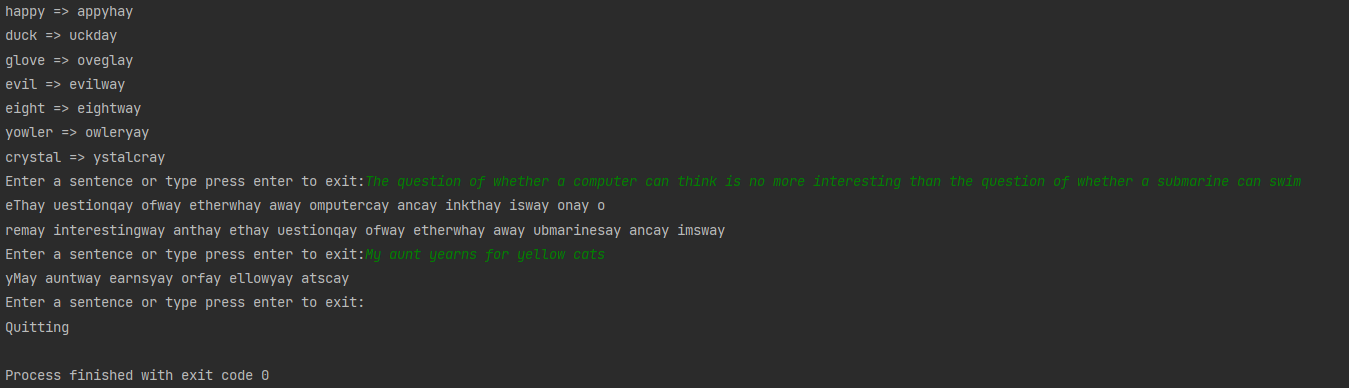 happy => appyhay
duck => uckday
glove => oveglay
evil => evilway
eight => eightway
yowler => owleryay
crystal => ystalcray
Enter a sentence or type press enter to exit:The question of whether a computer can think is no more interesting than the question of whether a submarine can swim
eThay uestionqay ofway etherwhay away omputercay ancay inkthay isway onay o
remay interestingway anthay ethay uestionqay ofway etherwhay away ubmarinesay ancay imsway
Enter a sentence or type press enter to exit:My aunt yearns for yellow cats
yMay auntway earnsyay orfay ellowyay atscay
Enter a sentence or type press enter to exit:
Quitting
Process finished with exit code 0